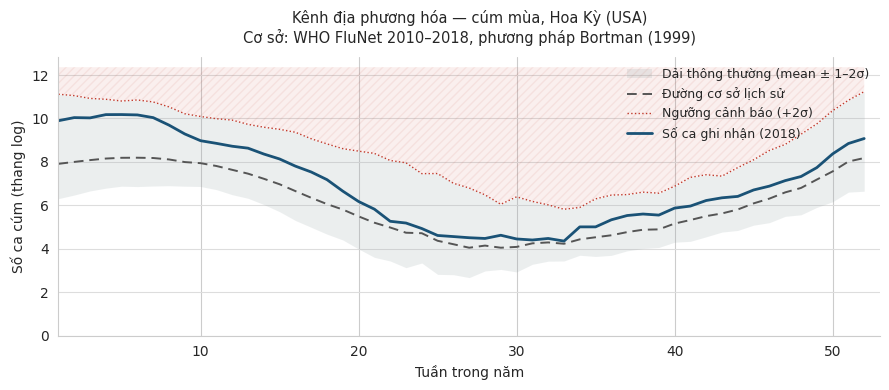 Kênh địa phương hóa — cúm mùa, Hoa Kỳ (USA)
Cơ sở: WHO FluNet 2010–2018, phương pháp Bortman (1999)
Dải thông thường (mean ± 1–2σ)
Đường cơ sở lịch sử
Ngưỡng cảnh báo (+2σ)
Số ca ghi nhận (2018)
Số ca cúm (thang log)
12
10
8
6
4
2
0
10
20
30
40
50
Tuần trong năm